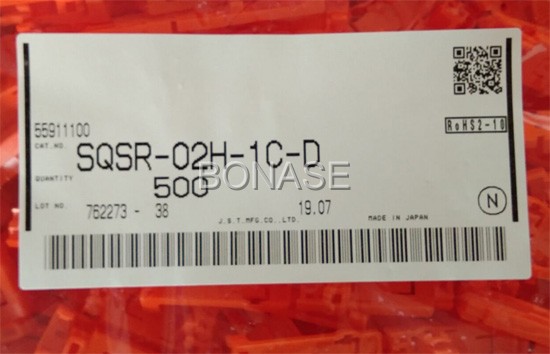 55911100
RoHS2-10
CAT.NO. SQSR-02H-1C-D
QUANTITY 500
BONASE
LOT NO. 762273 - 38 19.07
J.S.T.MFG.CO.,LTD. MADE IN JAPAN
N